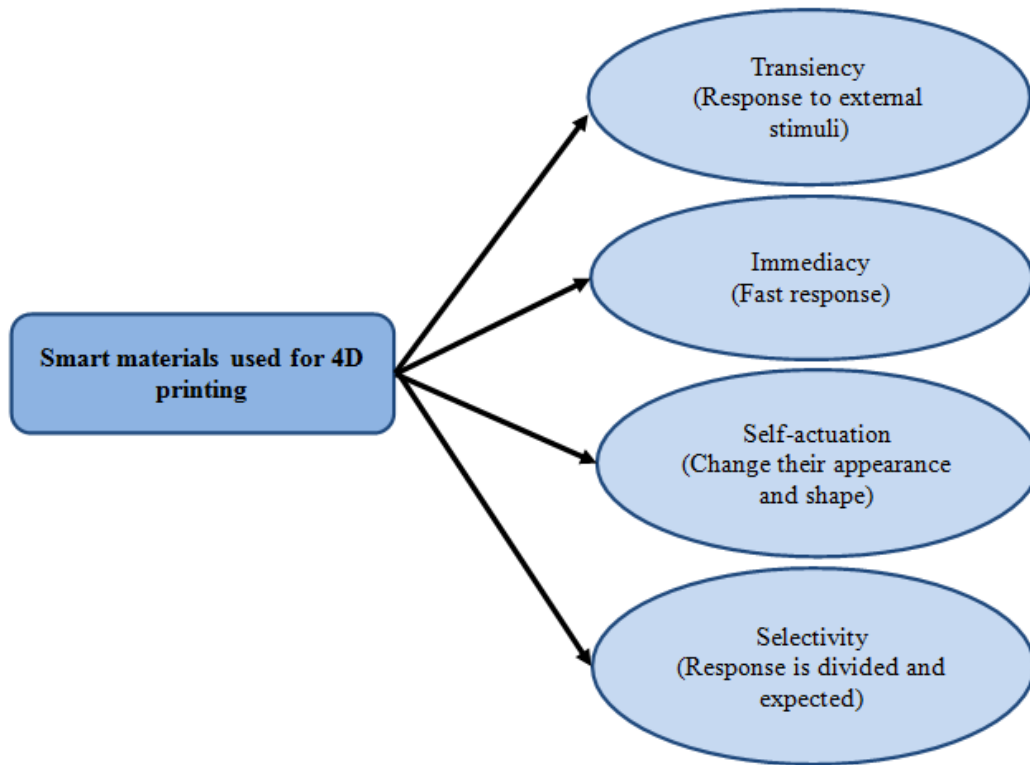 Transiency
(Response to external
stimuli)
Immediacy
(Fast response)
Smart materials used for 4D
printing
Self-actuation
(Change their appearance
and shape)
Selectivity
(Response is divided and
expected)